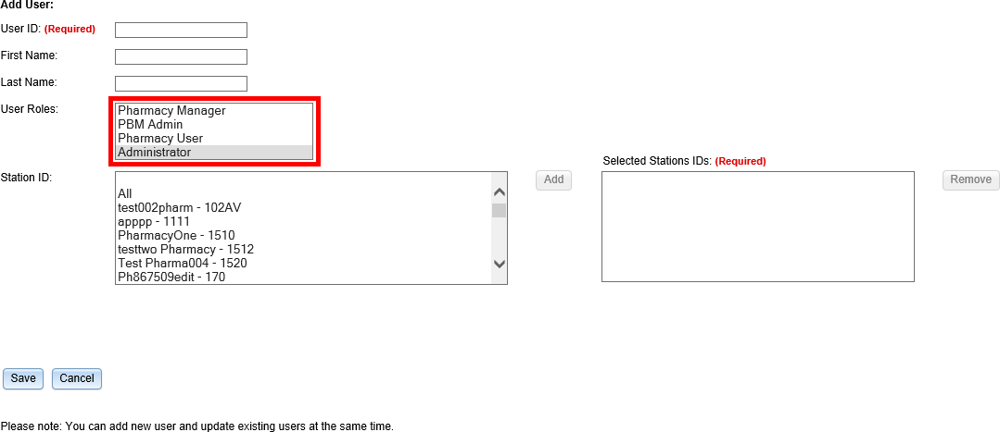 Add User:
User ID: (Required)
First Name:
Last Name:
User Roles:
Pharmacy Manager
PBM Admin
Pharmacy User
Administrator
Station ID:
All
test002pharm - 102AV
apppp - 1111
PharmacyOne - 1510
testtwo Pharmacy - 1512
Test Pharma004 - 1520
Ph867509edit - 170
Add
Selected Stations IDs: (Required)
Remove
Save Cancel
Please note: You can add new user and update existing users at the same time.